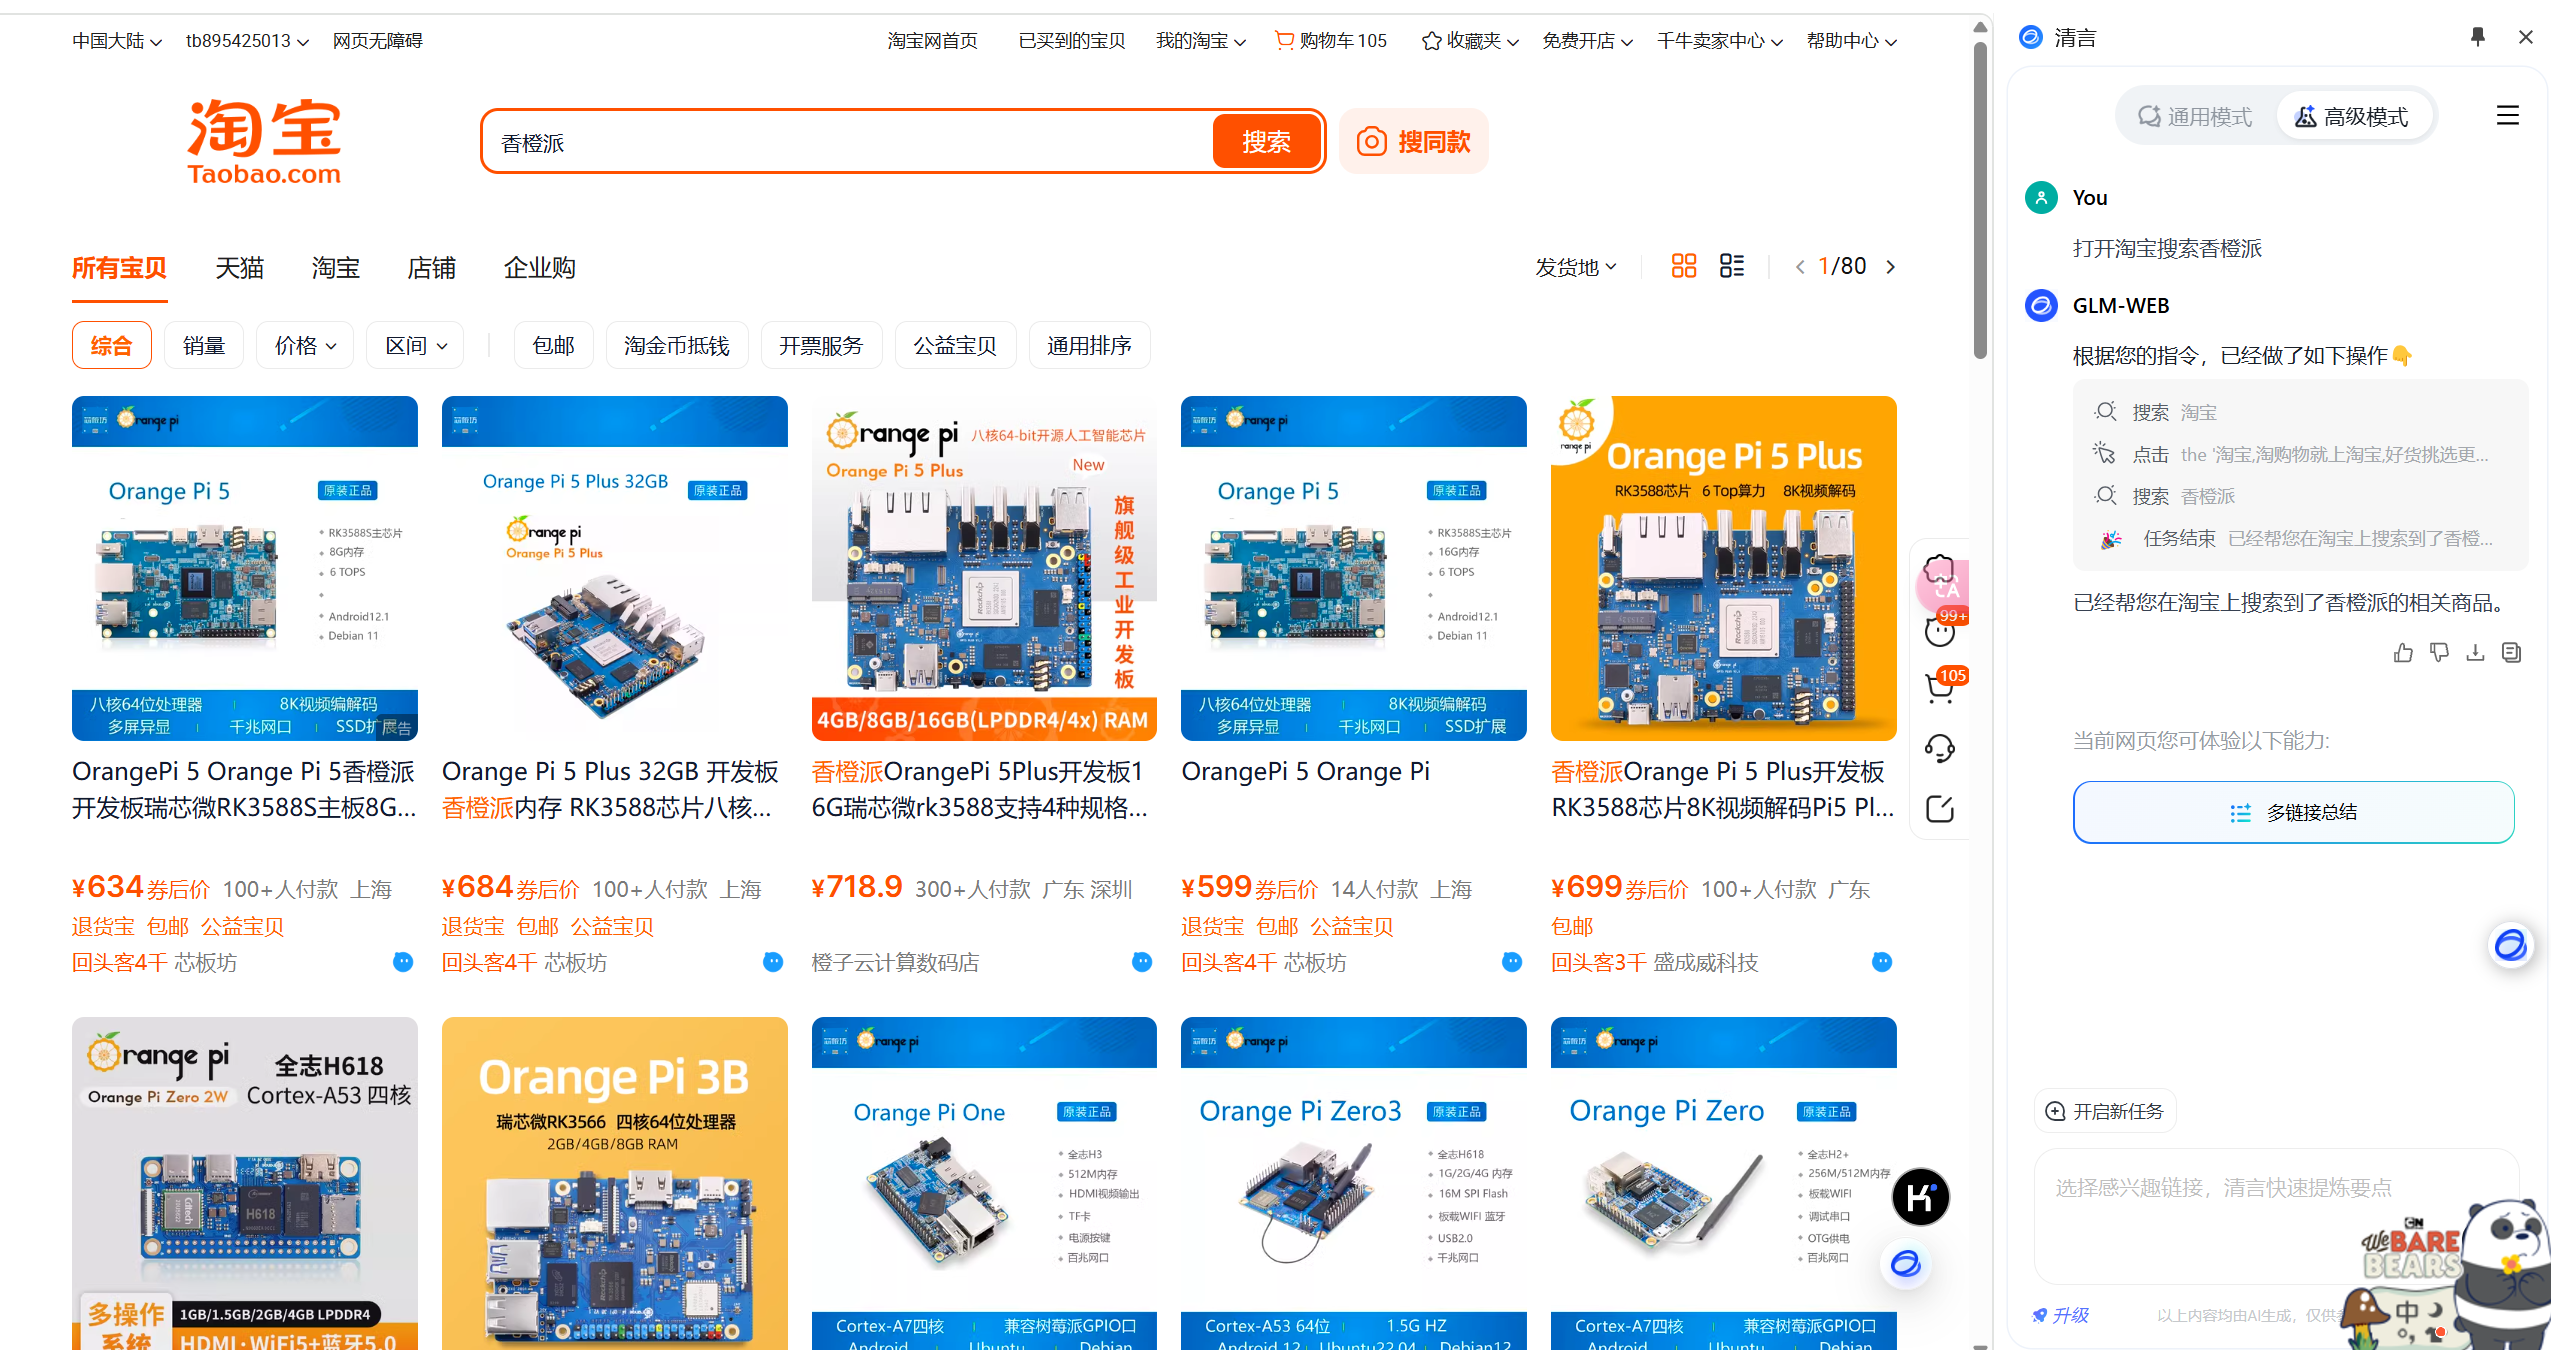 中国大陆 tb895425013 网页无障碍 淘宝网首页 已买到的宝贝 我的淘宝 购物车 105 收藏夹 免费开店 千牛卖家中心 帮助中心
淘宝
Taobao.com
香橙派 搜索 搜同款
所有宝贝 天猫 淘宝 店铺 企业购 发货地 1/80
综合 销量 价格 区间 包邮 淘金币抵钱 开票服务 公益宝贝 通用排序
Orange pi
Orange Pi 5 原装正品
RK3588S主芯片
8G内存
6 TOPS
Android12.1
Debian 11
八核64位处理器 8K视频编解码
多屏异显 千兆网口 SSD扩展
广告
OrangePi 5 Orange Pi 5香橙派
开发板瑞芯微RK3588S主板8G...
¥634 券后价 100+人付款 上海
退货宝 包邮 公益宝贝
回头客4千 芯板坊
Orange Pi 5 Plus 32GB 原装正品
Orange pi
Orange Pi 5 Plus
Orange Pi 5 Plus 32GB 开发板
香橙派内存 RK3588芯片八核...
¥684 券后价 100+人付款 上海
退货宝 包邮 公益宝贝
回头客4千 芯板坊
Orange pi 八核64-bit开源人工智能芯片
Orange Pi 5 Plus New
旗舰级工业开发板
4GB/8GB/16GB(LPDDR4/4x) RAM
香橙派OrangePi 5Plus开发板1
6G瑞芯微rk3588支持4种规格...
¥718.9 300+人付款 广东 深圳
橙子云计算数码店
Orange pi
Orange Pi 5 原装正品
RK3588S主芯片
16G内存
6 TOPS
Android12.1
Debian 11
八核64位处理器 8K视频编解码
多屏异显 千兆网口 SSD扩展
OrangePi 5 Orange Pi
¥599 券后价 14人付款 上海
退货宝 包邮 公益宝贝
回头客4千 芯板坊
Orange pi
Orange Pi 5 Plus
RK3588芯片 6 Top算力 8K视频解码
香橙派Orange Pi 5 Plus开发板
RK3588芯片8K视频解码Pi5 Pl...
¥699 券后价 100+人付款 广东
包邮
回头客3千 盛成威科技
99+
105
Orange pi 全志H618
Orange Pi Zero 2W Cortex-A53 四核
H618
多操作 1GB/1.5GB/2GB/4GB LPDDR4
系统 HDMI·WiFi5+蓝牙5.0
Orange Pi 3B
瑞芯微RK3566 四核64位处理器
2GB/4GB/8GB RAM
Orange pi
Orange Pi One 原装正品
全志H3
512M内存
HDMI视频输出
TF卡
电源按键
百兆网口
Cortex-A7四核 兼容树莓派GPIO口
Android Ubuntu Debian
Orange pi
Orange Pi Zero3 原装正品
全志H618
1G/2G/4G 内存
16M SPI Flash
板载WIFI 蓝牙
USB2.0
千兆网口
Cortex-A53 64位 1.5G HZ
Android 12 Ubuntu22.04 Debian12
Orange pi
Orange Pi Zero 原装正品
全志H2+
256M/512M内存
板载WIFI
调试串口
OTG供电
百兆网口
Cortex-A7四核 兼容树莓派GPIO口
Android Ubuntu Debian
清言
通用模式 高级模式
You
打开淘宝搜索香橙派
GLM-WEB
根据您的指令，已经做了如下操作👇
搜索 淘宝
点击 the '淘宝,淘购物就上淘宝,好货挑选更...
搜索 香橙派
任务结束 已经帮您在淘宝上搜索到了香橙...
已经帮您在淘宝上搜索到了香橙派的相关商品。
当前网页您可体验以下能力:
多链接总结
开启新任务
选择感兴趣链接，清言快速提炼要点
升级 以上内容均由AI生成，仅供
CN
We BARE
BEARS
中